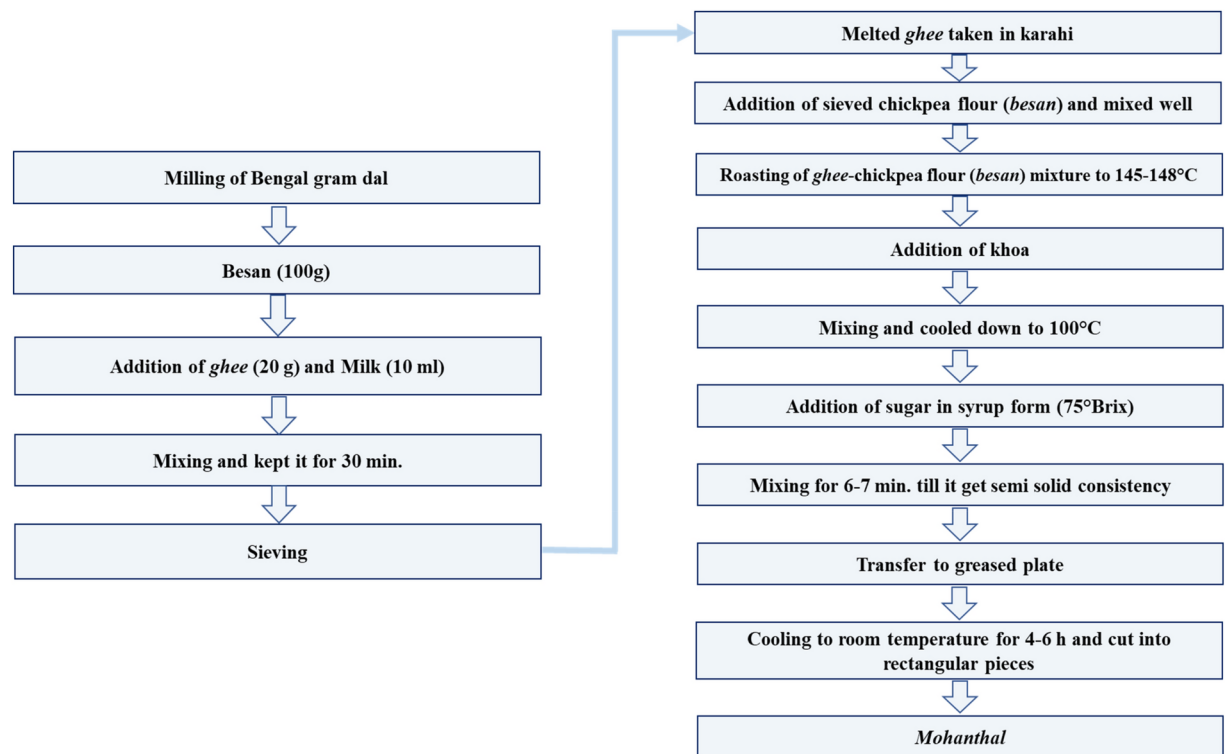 Milling of Bengal gram dal
Besan (100g)
Addition of ghee (20 g) and Milk (10 ml)
Mixing and kept it for 30 min.
Sieving
Melted ghee taken in karahi
Addition of sieved chickpea flour (besan) and mixed well
Roasting of ghee-chickpea flour (besan) mixture to 145-148°C
Addition of khoa
Mixing and cooled down to 100°C
Addition of sugar in syrup form (75°Brix)
Mixing for 6-7 min. till it get semi solid consistency
Transfer to greased plate
Cooling to room temperature for 4-6 h and cut into
rectangular pieces
Mohanthal